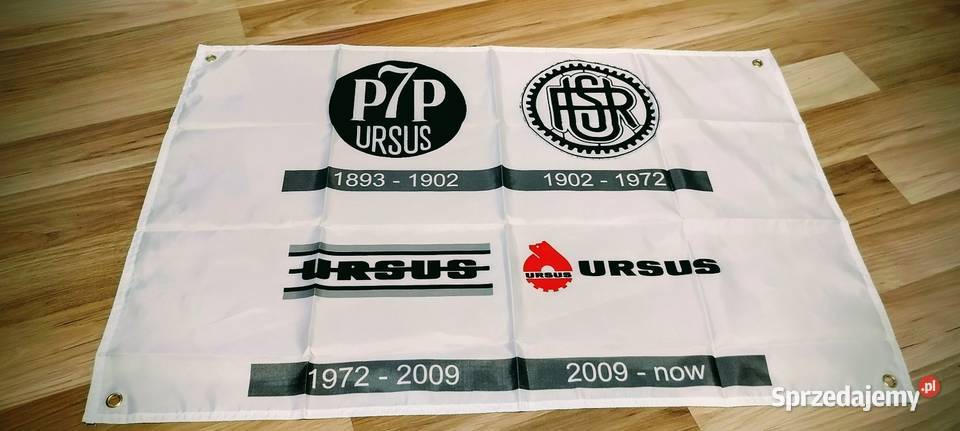 P7P
URSUS
1893 - 1902
1902 - 1972
URSUS
URSUS
URSUS
1972 - 2009
2009 - now
Sprzedajemy.pl